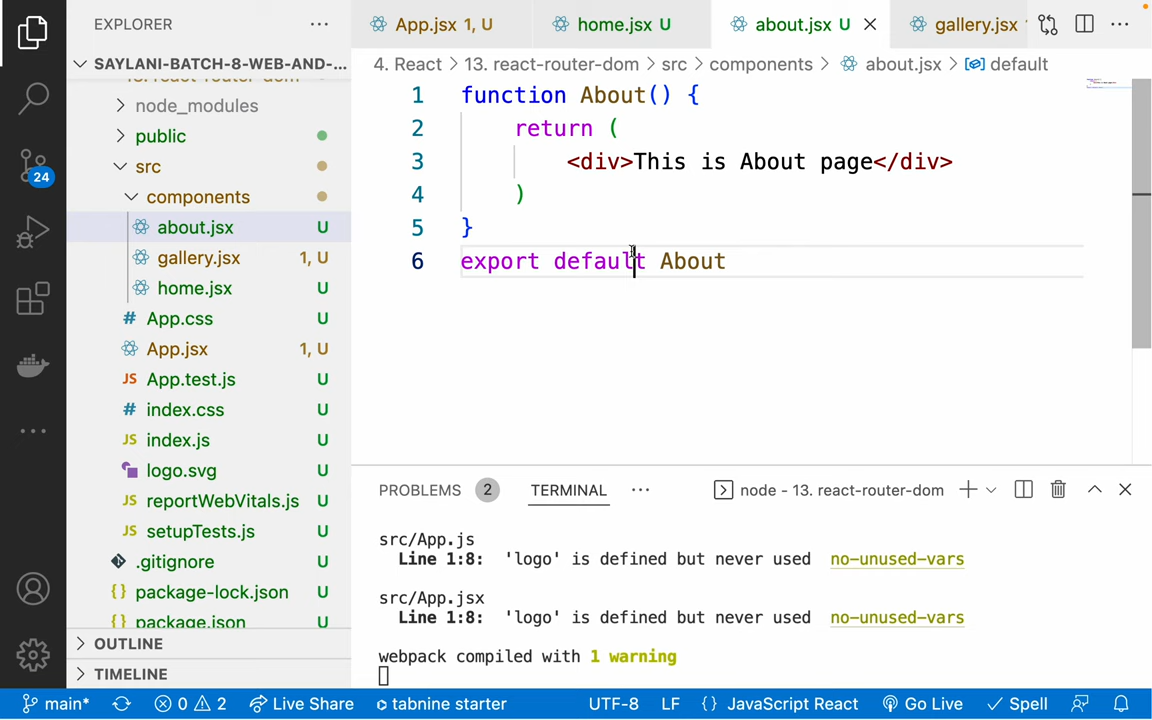 EXPLORER
App.jsx 1, U
home.jsx U
about.jsx U
gallery.jsx
SAYLANI-BATCH-8-WEB-AND-...
4. React > 13. react-router-dom > src > components > about.jsx > default
13. react-router-dom
node_modules
public
src
components
about.jsx U
gallery.jsx 1, U
home.jsx U
App.css U
App.jsx 1, U
App.test.js U
index.css U
index.js U
logo.svg U
reportWebVitals.js U
setupTests.js U
.gitignore U
package-lock.json U
package.json U
OUTLINE
TIMELINE
24
1 function About() {
2 return (
3 <div>This is About page</div>
4 )
5 }
6 export default About
PROBLEMS 2
TERMINAL
node - 13. react-router-dom
src/App.js
Line 1:8: 'logo' is defined but never used no-unused-vars
src/App.jsx
Line 1:8: 'logo' is defined but never used no-unused-vars
webpack compiled with 1 warning
main* 0 2 Live Share tabnine starter UTF-8 LF {} JavaScript React Go Live Spell